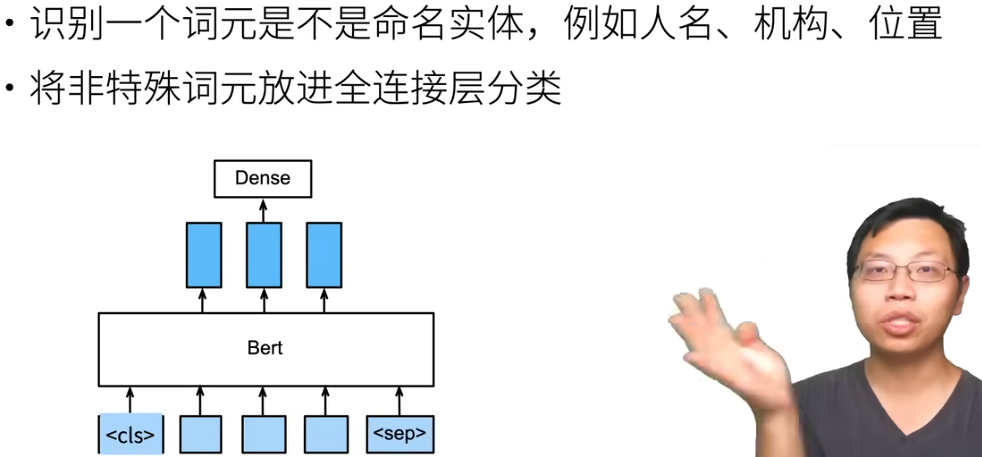 • 识别一个词元是不是命名实体，例如人名、机构、位置
• 将非特殊词元放进全连接层分类
Dense
Bert
<cls>
<sep>